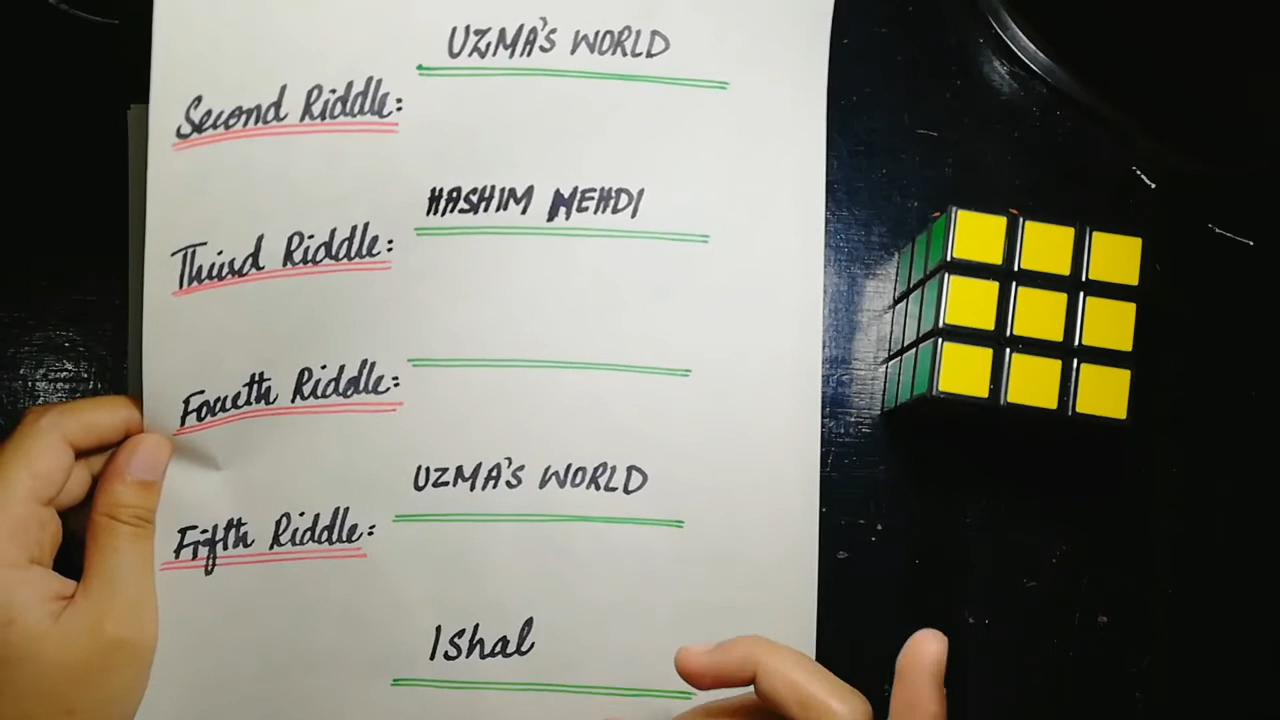 UZMA'S WORLD
Second Riddle:
HASHIM MEHDI
Third Riddle:
Fourth Riddle:
UZMA'S WORLD
Fifth Riddle:
Ishal